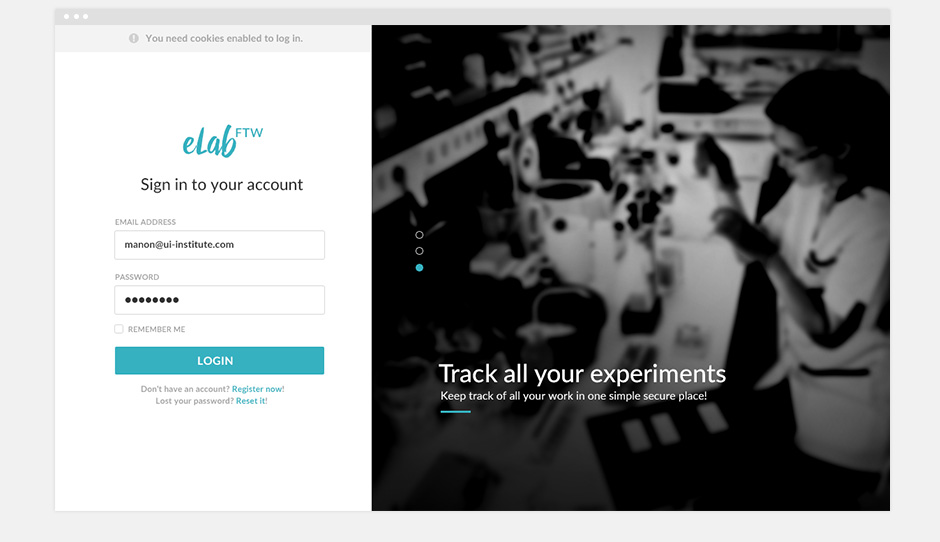 You need cookies enabled to log in.
eLab FTW
Sign in to your account
EMAIL ADDRESS
manon@ui-institute.com
PASSWORD
●●●●●●●●
REMEMBER ME
LOGIN
Don't have an account? Register now!
Lost your password? Reset it!
Track all your experiments
Keep track of all your work in one simple secure place!